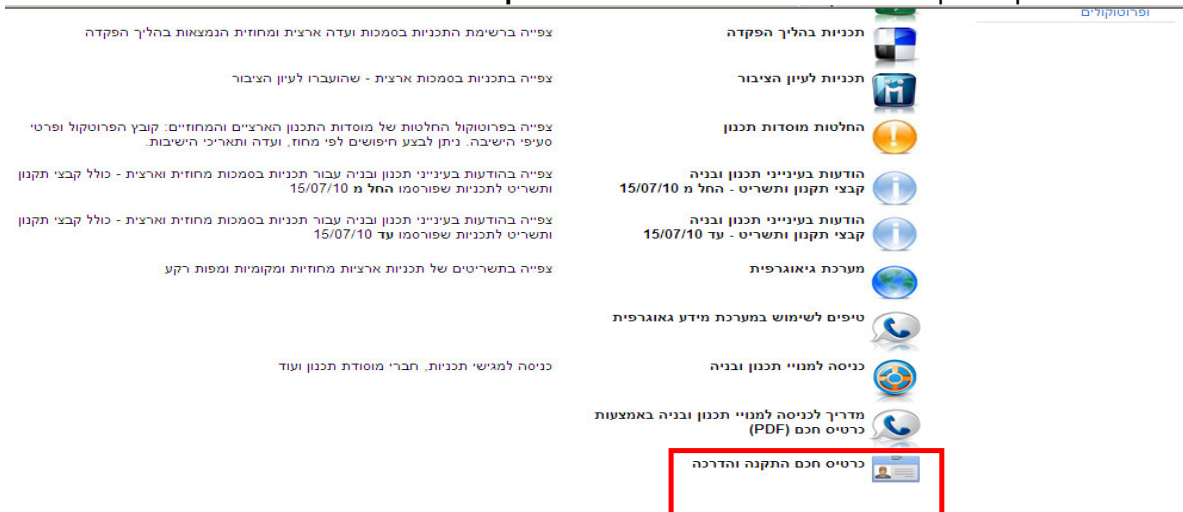 ופרוטוקולים
תכניות בהליך הפקדה
צפייה ברשימת התכניות בסמכות ועדה ארצית ומחוזית הנמצאות בהליך הפקדה
תכניות לעיון הציבור
צפייה בתכניות בסמכות ארצית - שהועברו לעיון הציבור
החלטות מוסדות תכנון
צפייה בפרוטוקול החלטות של מוסדות התכנון הארציים והמחוזיים: קובץ הפרוטקול ופרטי
סעיפי הישיבה. ניתן לבצע חיפושים לפי מחוז, ועדה ותאריכי הישיבות.
הודעות בעינייני תכנון ובניה
קבצי תקנון ותשריט - החל מ 15/07/10
צפייה בהודעות בעינייני תכנון ובניה עבור תכניות בסמכות מחוזית וארצית - כולל קבצי תקנון
ותשריט לתכניות שפורסמו החל מ 15/07/10
הודעות בעינייני תכנון ובניה
קבצי תקנון ותשריט - עד 15/07/10
צפייה בהודעות בעינייני תכנון ובניה עבור תכניות בסמכות מחוזית וארצית - כולל קבצי תקנון
ותשריט לתכניות שפורסמו עד 15/07/10
מערכת גיאוגרפית
צפייה בתשריטים של תכניות ארציות מחוזיות ומקומיות ומפות רקע
טיפים לשימוש במערכת מידע גאוגרפית
כניסה למנויי תכנון ובניה
כניסה למגישי תכניות, חברי מוסודת תכנון ועוד
מדריך לכניסה למנויי תכנון ובניה באמצעות
כרטיס חכם (PDF)
כרטיס חכם התקנה והדרכה